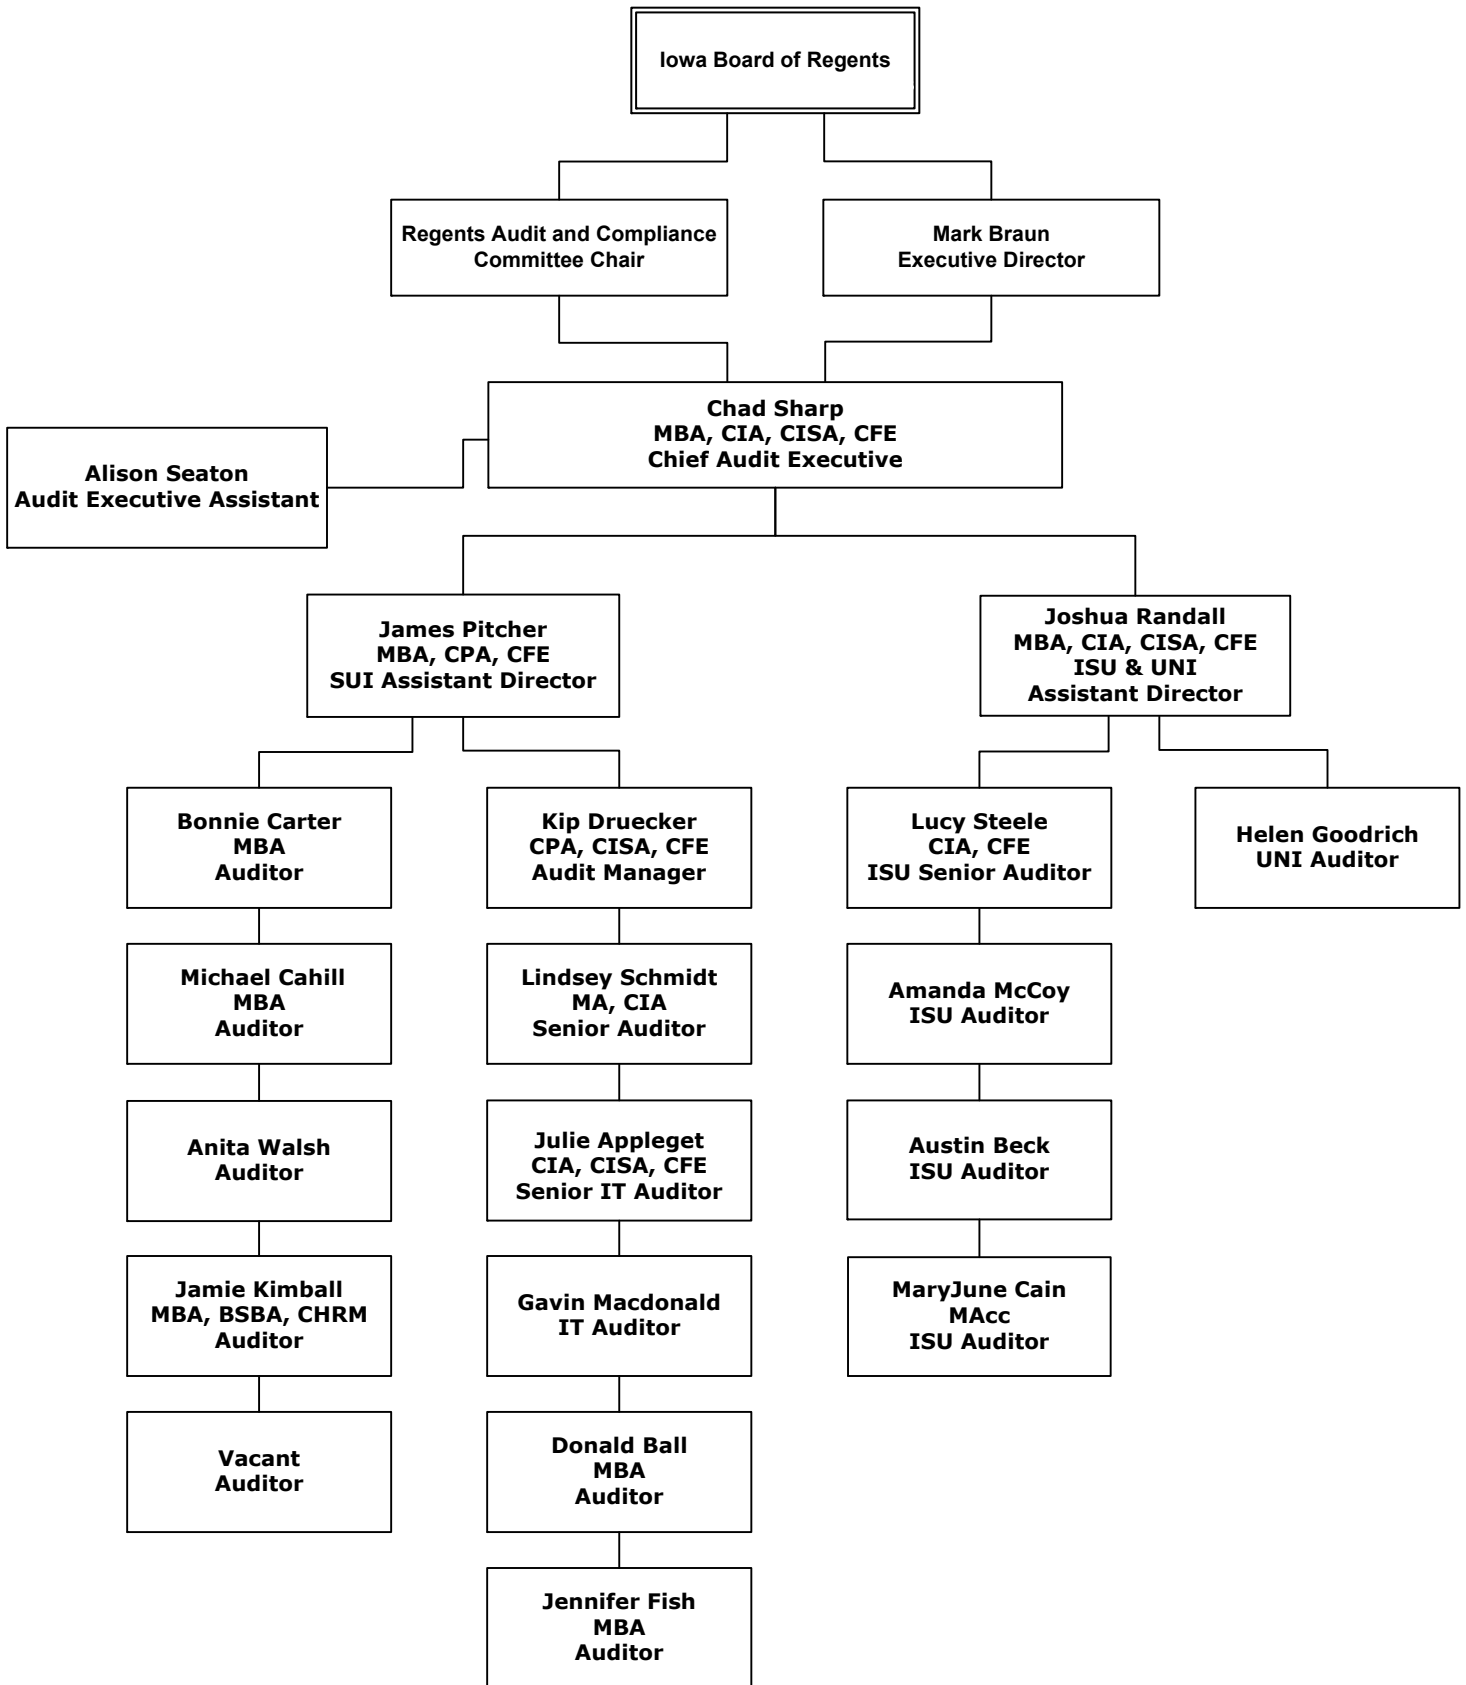 Iowa Board of Regents
Regents Audit and Compliance
Committee Chair
Mark Braun
Executive Director
Chad Sharp
MBA, CIA, CISA, CFE
Chief Audit Executive
Alison Seaton
Audit Executive Assistant
James Pitcher
MBA, CPA, CFE
SUI Assistant Director
Joshua Randall
MBA, CIA, CISA, CFE
ISU & UNI
Assistant Director
Bonnie Carter
MBA
Auditor
Kip Druecker
CPA, CISA, CFE
Audit Manager
Lucy Steele
CIA, CFE
ISU Senior Auditor
Helen Goodrich
UNI Auditor
Michael Cahill
MBA
Auditor
Lindsey Schmidt
MA, CIA
Senior Auditor
Amanda McCoy
ISU Auditor
Anita Walsh
Auditor
Julie Appleget
CIA, CISA, CFE
Senior IT Auditor
Austin Beck
ISU Auditor
Jamie Kimball
MBA, BSBA, CHRM
Auditor
Gavin Macdonald
IT Auditor
MaryJune Cain
MAcc
ISU Auditor
Vacant
Auditor
Donald Ball
MBA
Auditor
Jennifer Fish
MBA
Auditor